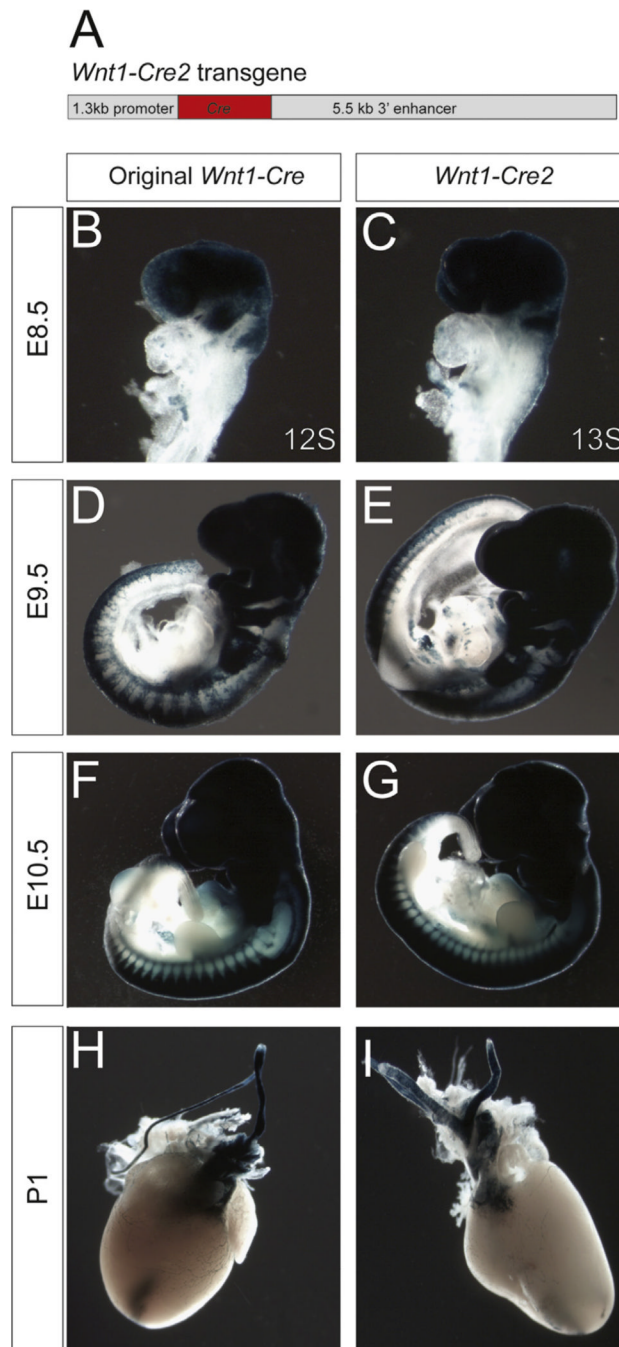 A
Wnt1-Cre2 transgene
1.3kb promoter Cre 5.5 kb 3' enhancer
Original Wnt1-Cre Wnt1-Cre2
E8.5
B C
12S 13S
E9.5
D E
E10.5
F G
P1
H I